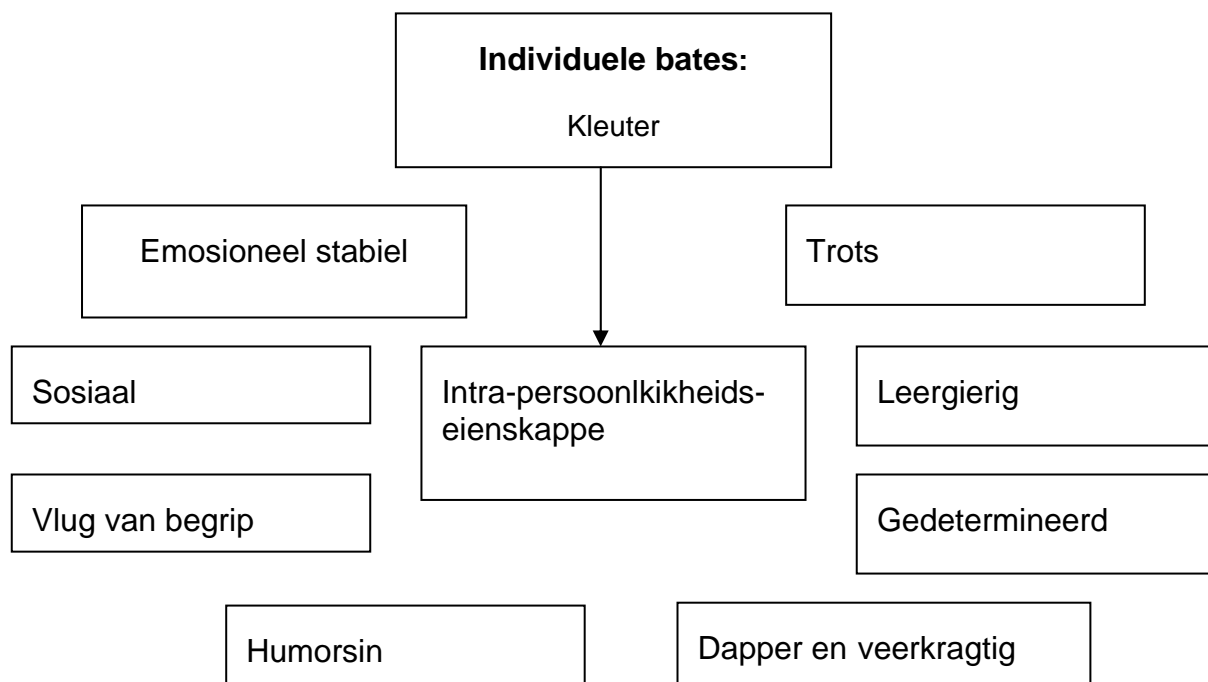 Individuele bates:
Kleuter
Emosioneel stabiel
Trots
Sosiaal
Intra-persoonlkikheids-
eienskappe
Leergierig
Vlug van begrip
Gedetermineerd
Humorsin
Dapper en veerkragtig